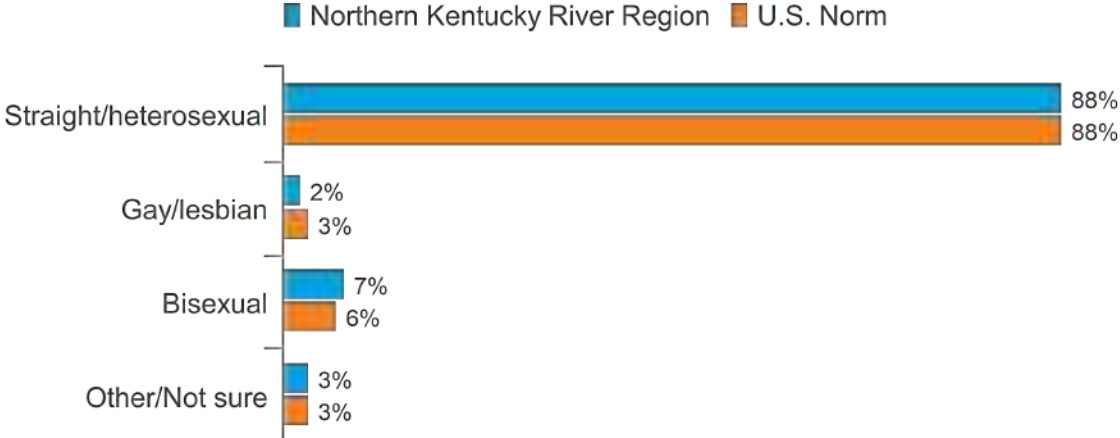 Northern Kentucky River Region U.S. Norm
Straight/heterosexual
88%
88%
Gay/lesbian
2%
3%
Bisexual
7%
6%
Other/Not sure
3%
3%